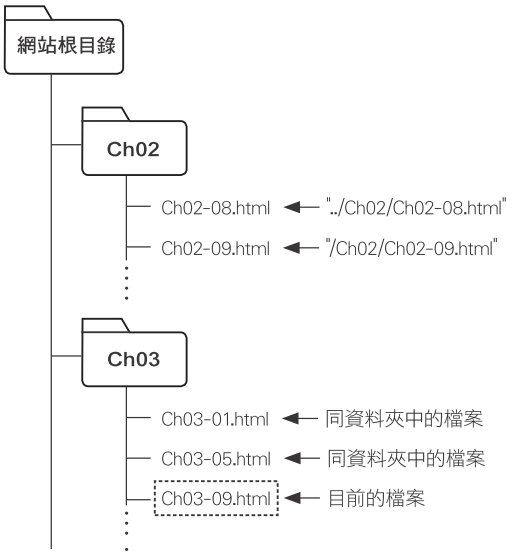 網站根目錄
Ch02
Ch02-08.html "../Ch02/Ch02-08.html"
Ch02-09.html "/Ch02/Ch02-09.html"
Ch03
Ch03-01.html 同資料夾中的檔案
Ch03-05.html 同資料夾中的檔案
Ch03-09.html 目前的檔案